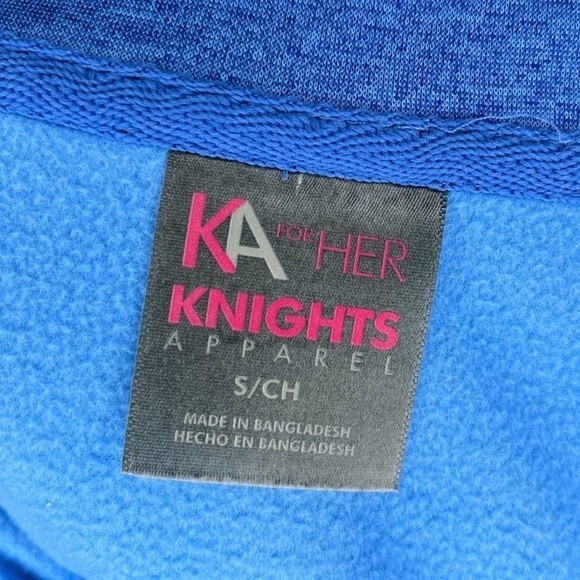 KA FOR HER
KNIGHTS
APPAREL
S/CH
MADE IN BANGLADESH
HECHO EN BANGLADESH